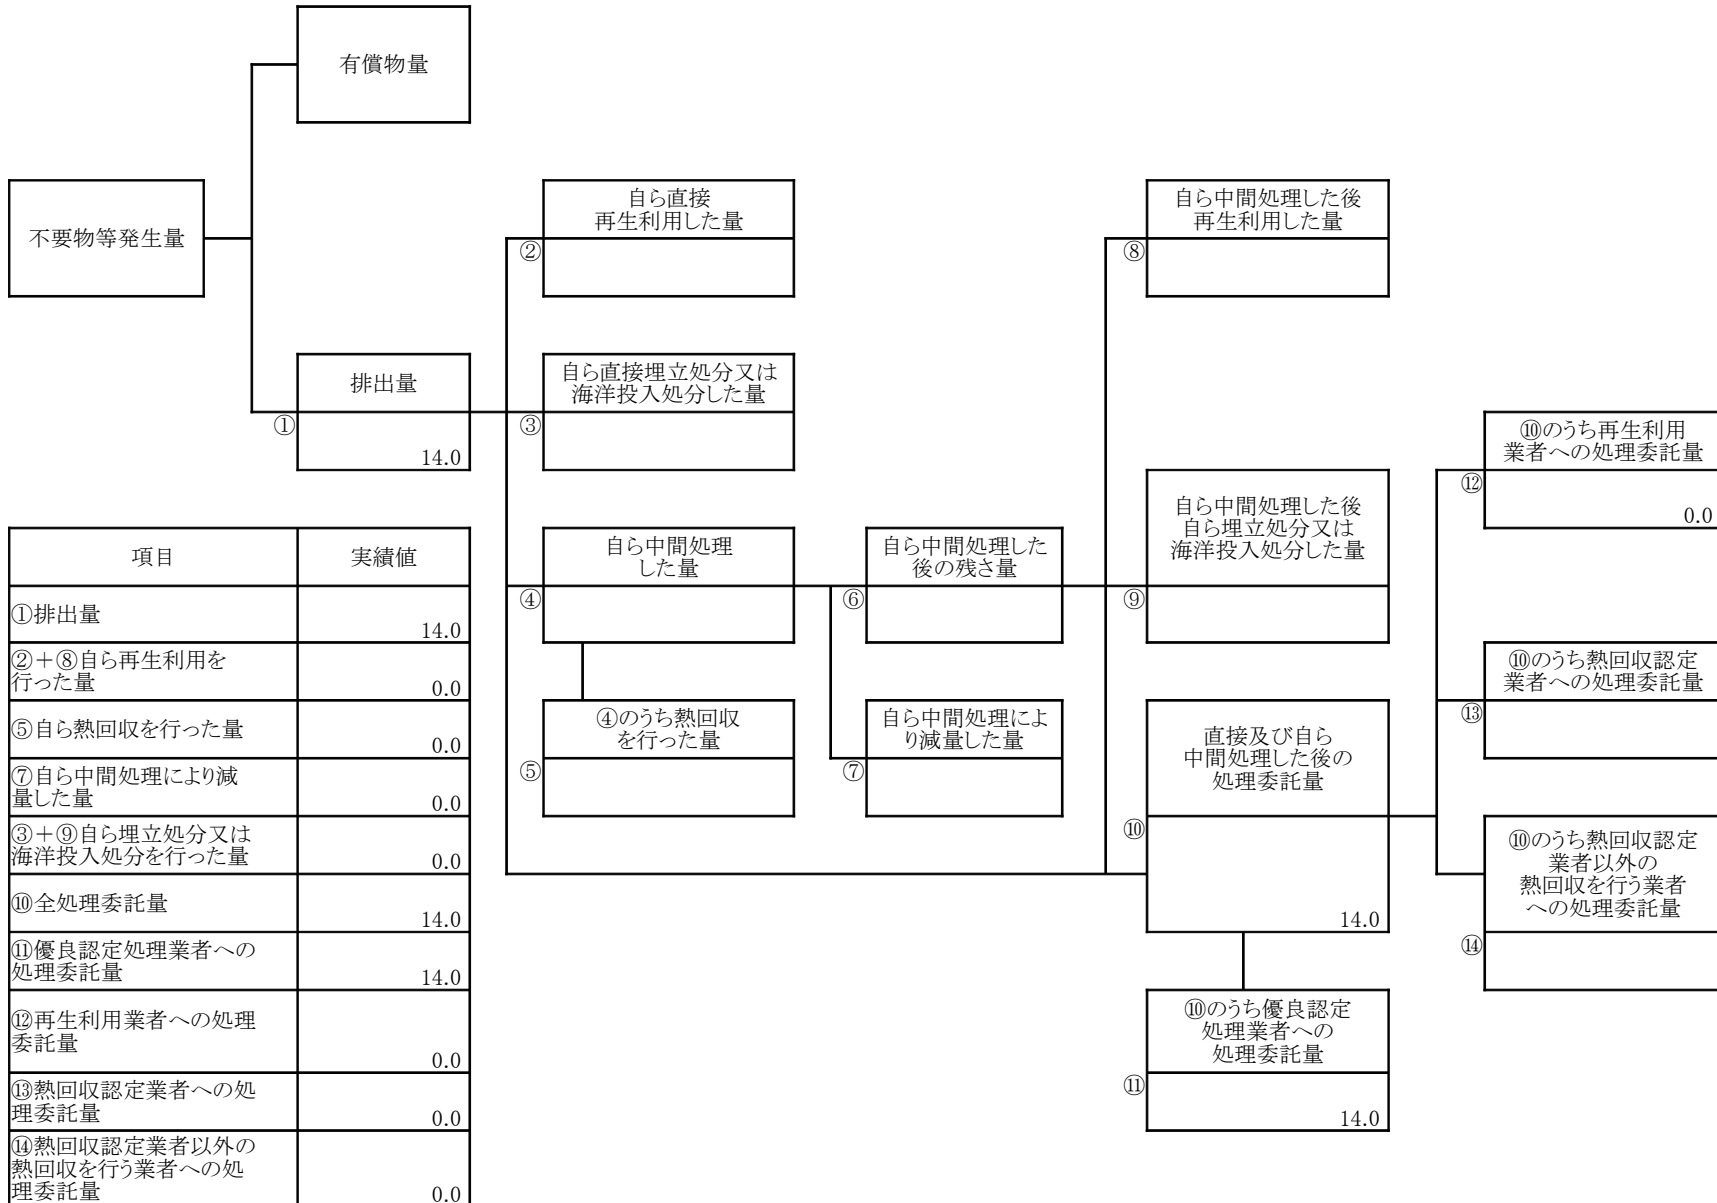 有償物量
不要物等発生量
自ら直接
再生利用した量
②
自ら中間処理した後
再生利用した量
⑧
排出量
①
14.0
自ら直接埋立処分又は
海洋投入処分した量
③
⑩のうち再生利用
業者への処理委託量
⑫
0.0
自ら中間処理
した量
④
自ら中間処理した
後の残さ量
⑥
自ら中間処理した後
自ら埋立処分又は
海洋投入処分した量
⑨
⑩のうち熱回収認定
業者への処理委託量
⑬
④のうち熱回収
を行った量
⑤
自ら中間処理によ
り減量した量
⑦
直接及び自ら
中間処理した後の
処理委託量
⑩
14.0
⑩のうち熱回収認定
業者以外の
熱回収を行う業者
への処理委託量
⑭
⑩のうち優良認定
処理業者への
処理委託量
⑪
14.0
項目 実績値
①排出量
14.0
②＋⑧自ら再生利用を
行った量
0.0
⑤自ら熱回収を行った量
0.0
⑦自ら中間処理により減
量した量
0.0
③＋⑨自ら埋立処分又は
海洋投入処分を行った量
0.0
⑩全処理委託量
14.0
⑪優良認定処理業者への
処理委託量
14.0
⑫再生利用業者への処理
委託量
0.0
⑬熱回収認定業者への処
理委託量
0.0
⑭熱回収認定業者以外の
熱回収を行う業者への処
理委託量
0.0